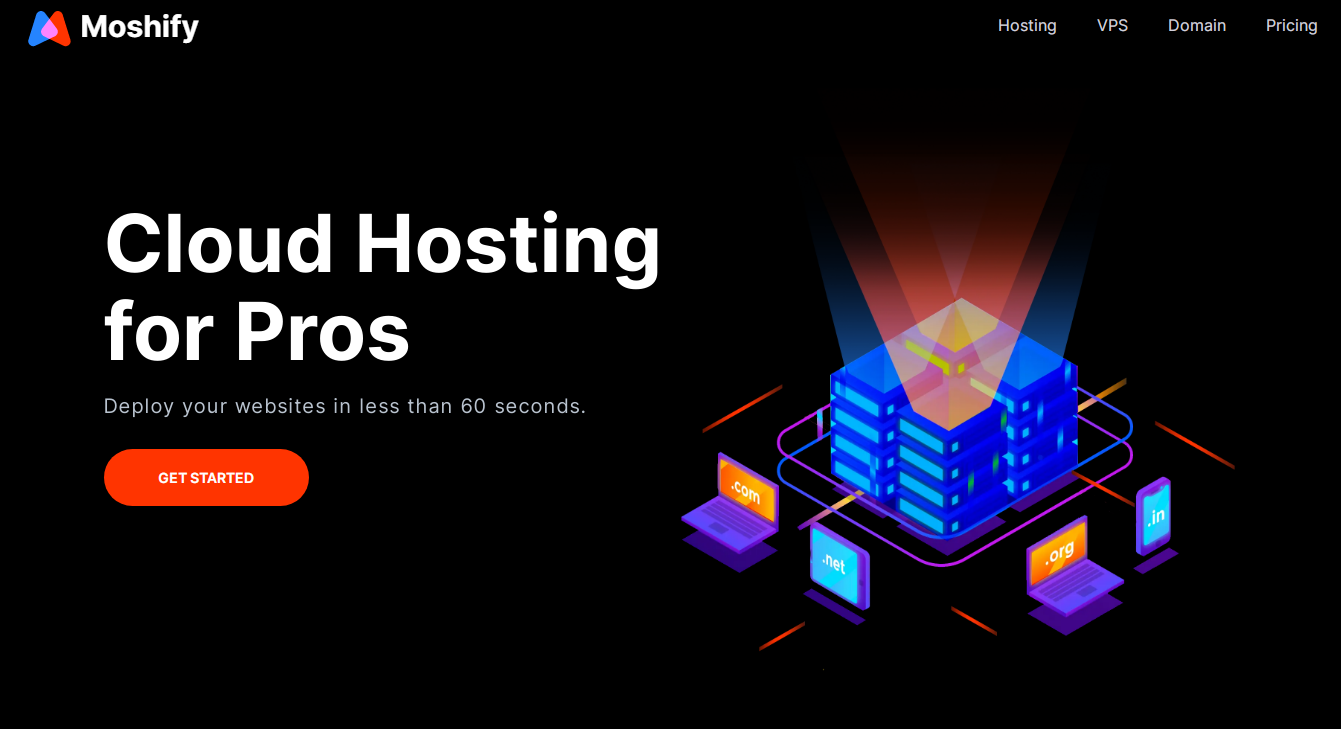 Moshify
Hosting VPS Domain Pricing
Cloud Hosting
for Pros
Deploy your websites in less than 60 seconds.
GET STARTED
.com
.net
.org
.in